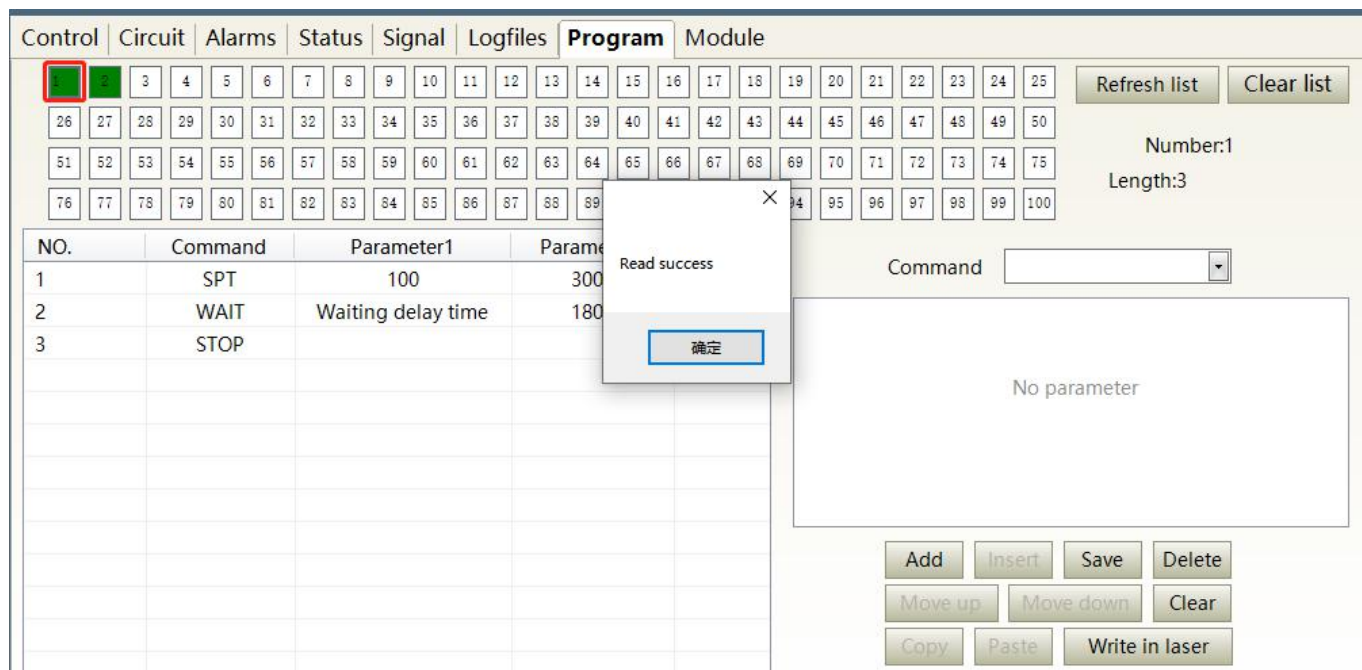 Control Circuit Alarms Status Signal Logfiles Program Module
1 2 3 4 5 6 7 8 9 10 11 12 13 14 15 16 17 18 19 20 21 22 23 24 25 Refresh list Clear list
26 27 28 29 30 31 32 33 34 35 36 37 38 39 40 41 42 43 44 45 46 47 48 49 50
Number:1
51 52 53 54 55 56 57 58 59 60 61 62 63 64 65 66 67 68 69 70 71 72 73 74 75
Length:3
76 77 78 79 80 81 82 83 84 85 86 87 88 89 94 95 96 97 98 99 100
NO. Command Parameter1 Parame
1 SPT 100 300
2 WAIT Waiting delay time 180
3 STOP
Read success
确定
Command
No parameter
Add Insert Save Delete
Move up Move down Clear
Copy Paste Write in laser